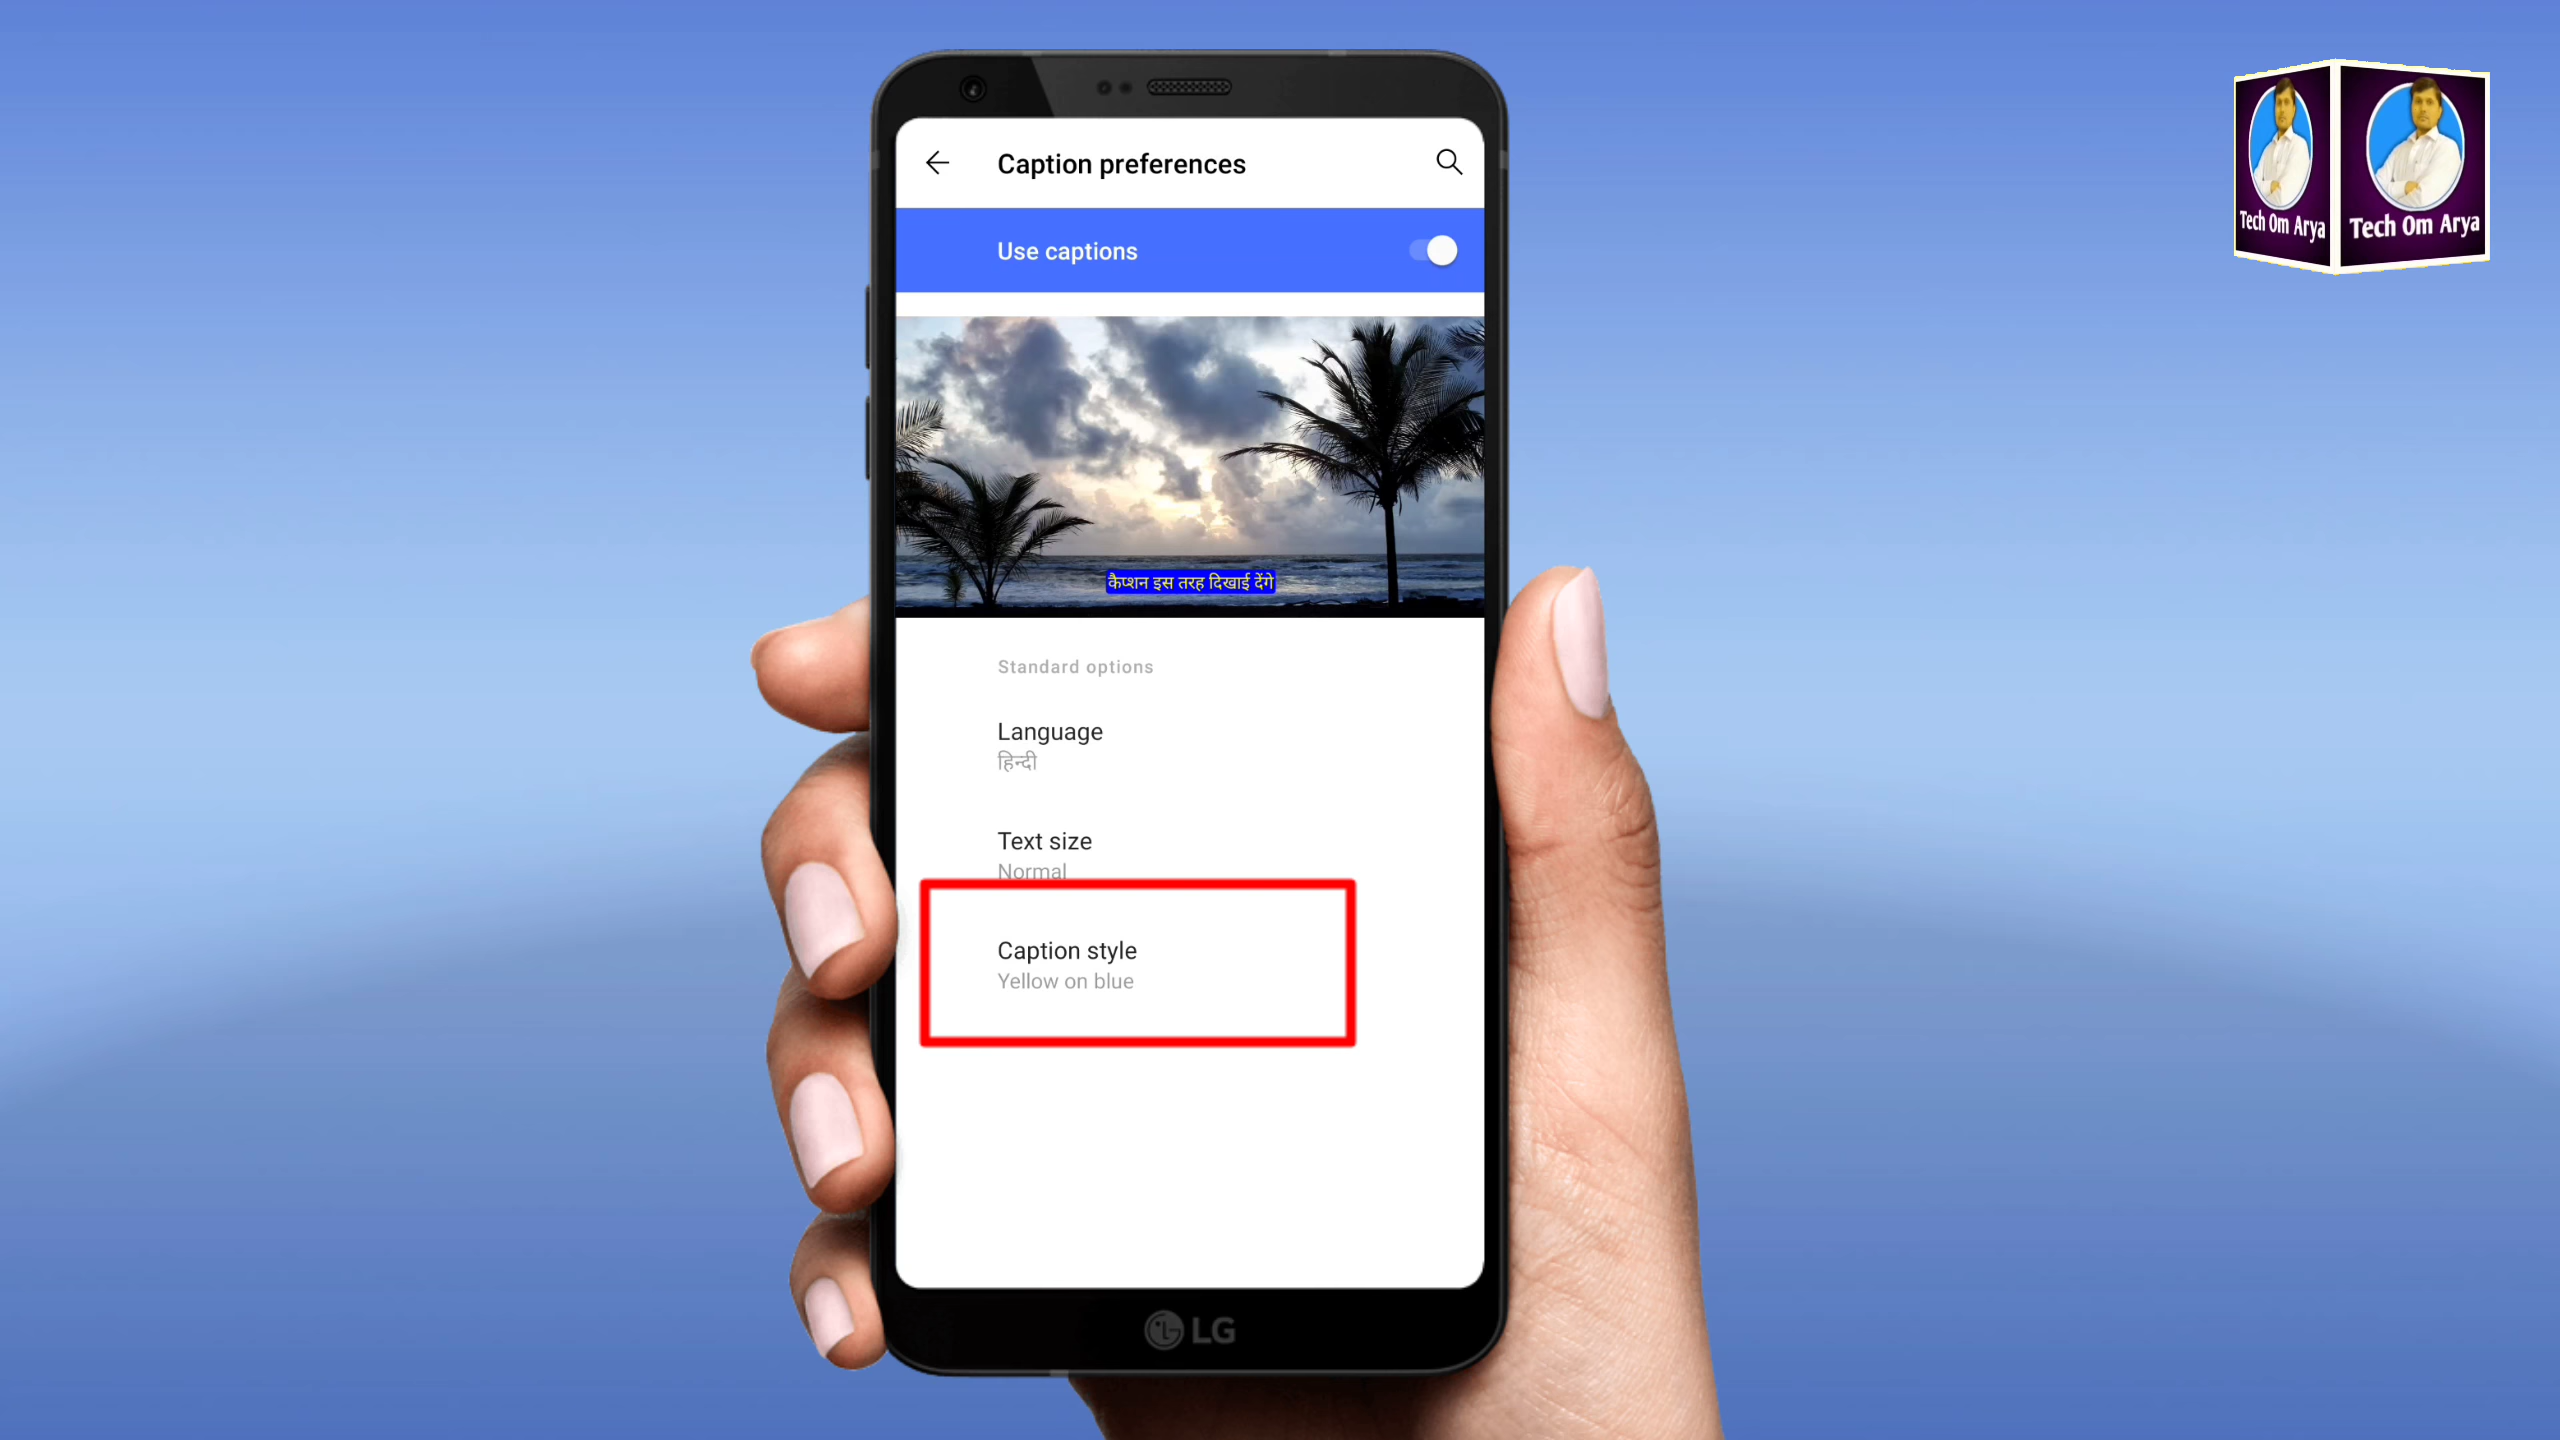 Caption preferences
Use captions
कैप्शन इस तरह दिखाई देंगे
Standard options
Language
हिन्दी
Text size
Normal
Caption style
Yellow on blue
LG
Tech Om Arya
Tech Om Arya